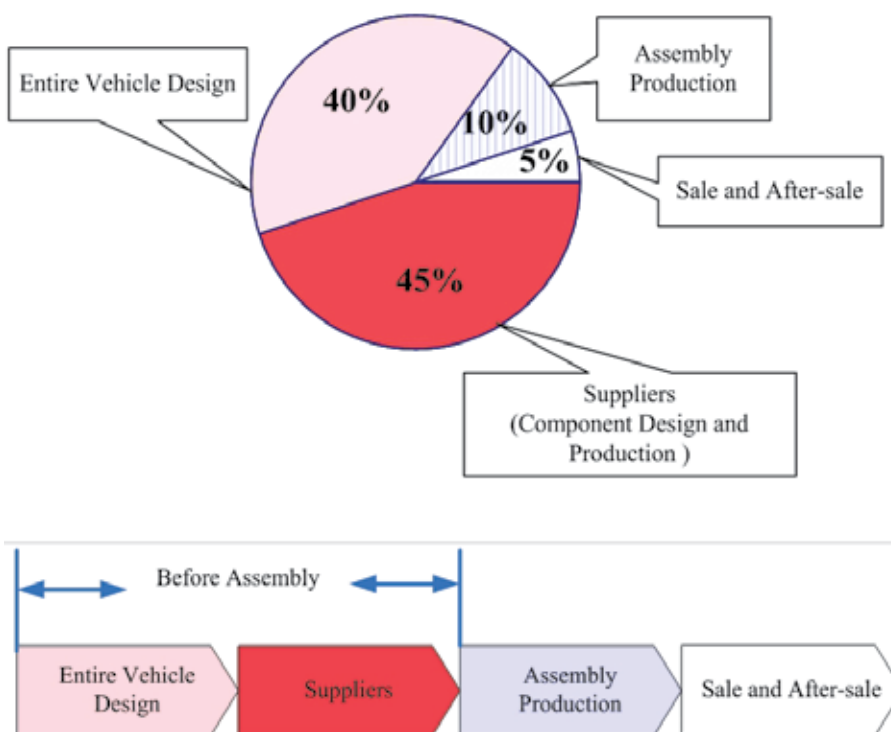 Entire Vehicle Design
40%
Assembly
Production
10%
5%
Sale and After-sale
45%
Suppliers
(Component Design and
Production )
Before Assembly
Entire Vehicle
Design
Suppliers
Assembly
Production
Sale and After-sale